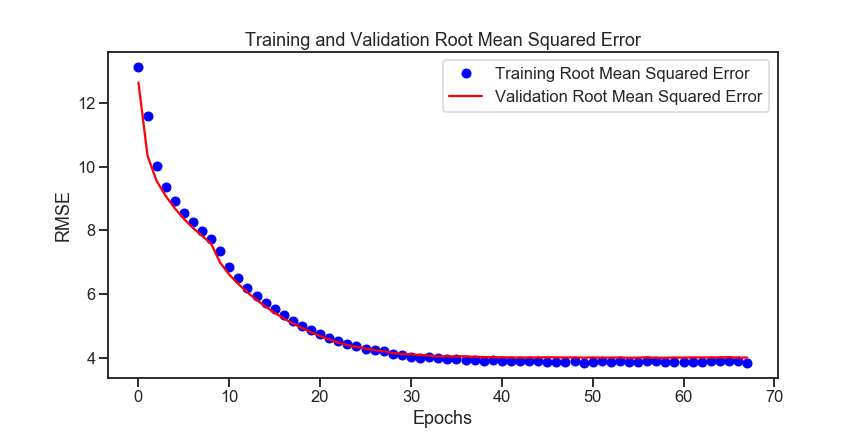 Training and Validation Root Mean Squared Error
Training Root Mean Squared Error
Validation Root Mean Squared Error
RMSE
12
10
8
6
4
0 10 20 30 40 50 60 70
Epochs